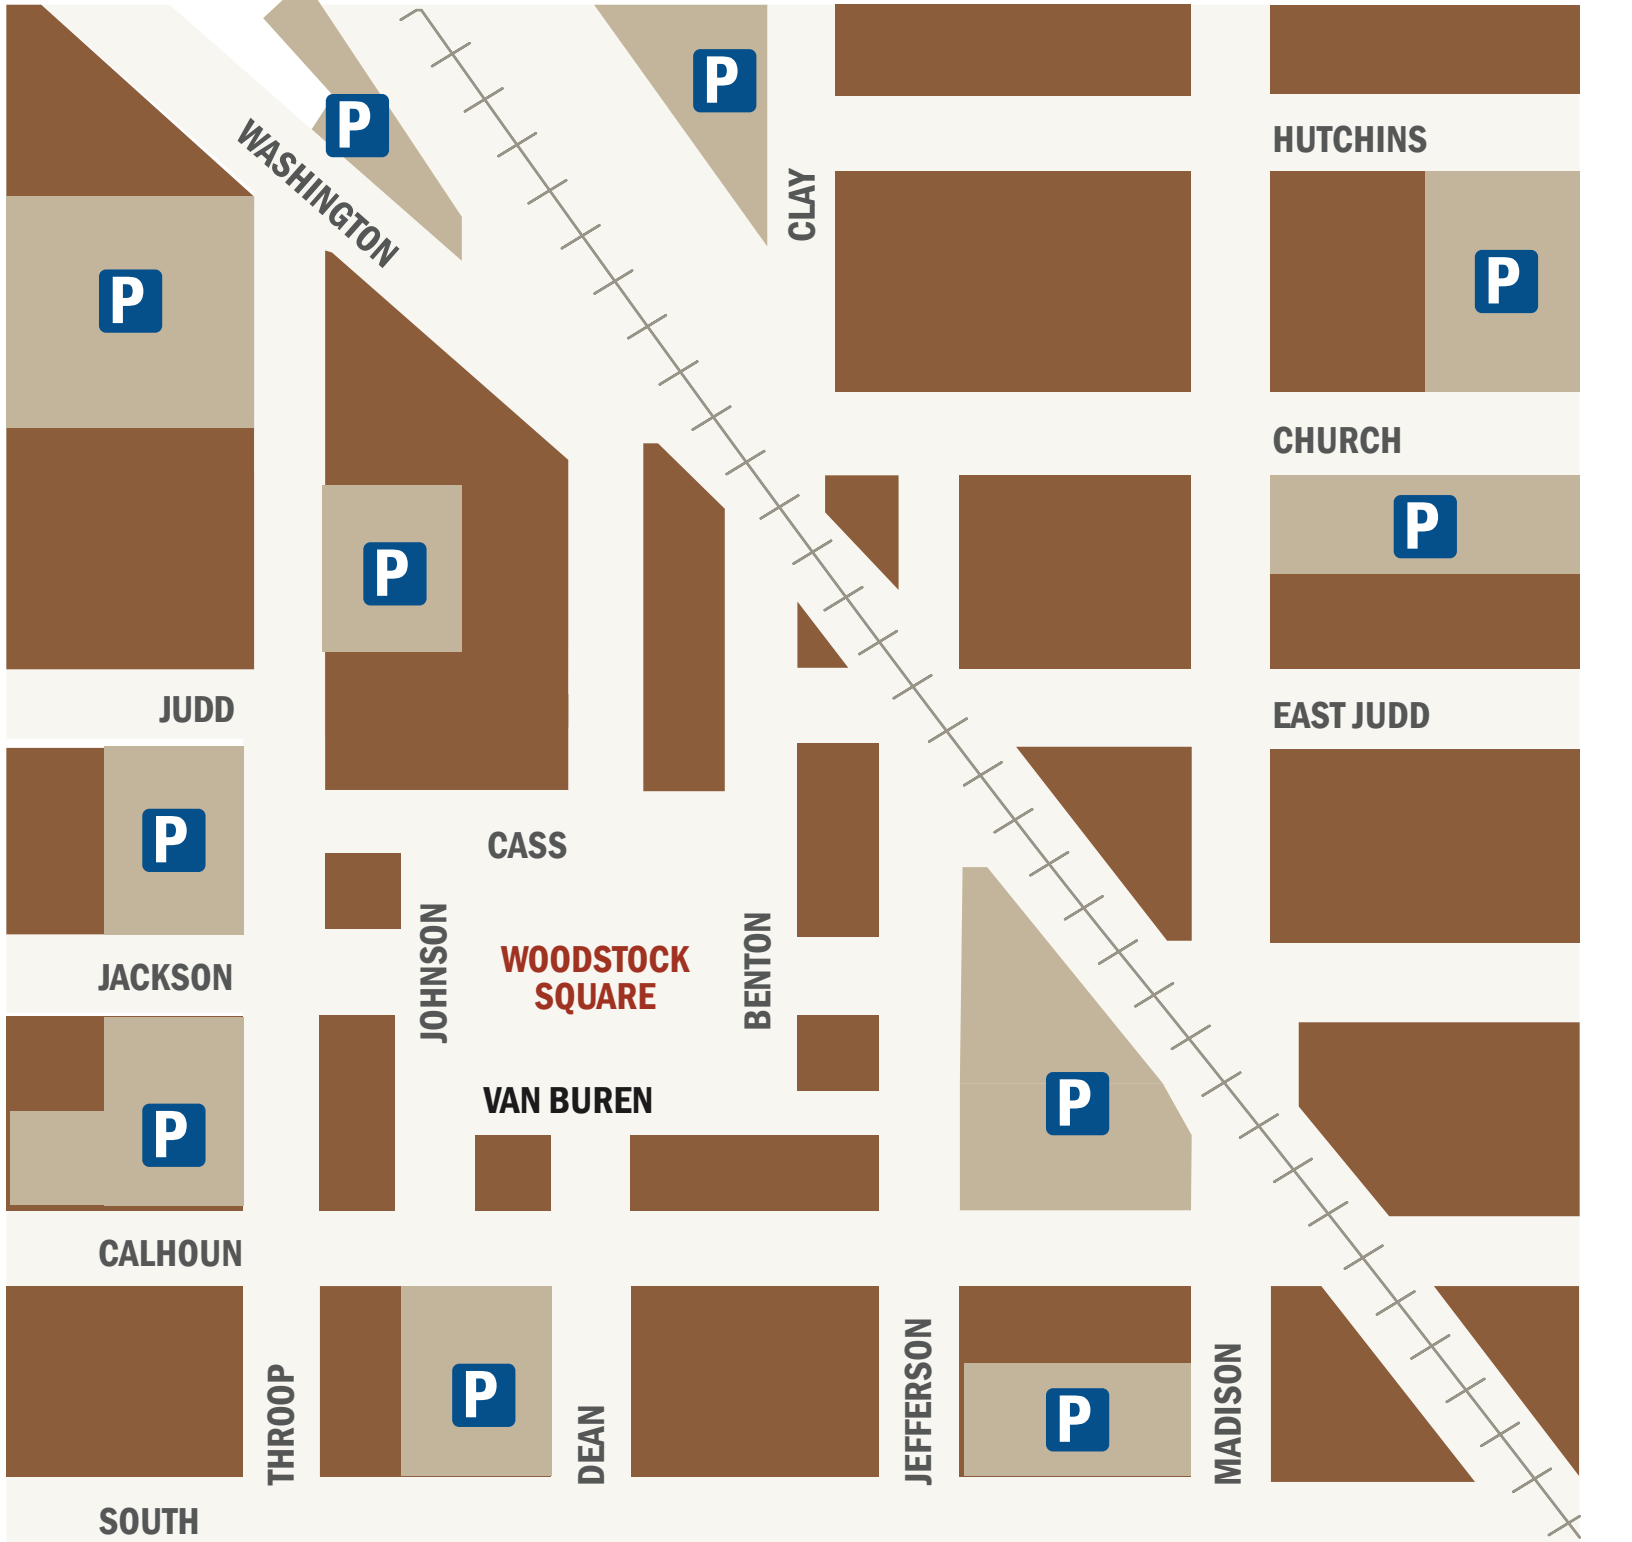 P
P
HUTCHINS
WASHINGTON
CLAY
P
P
CHURCH
P
P
JUDD
EAST JUDD
P
CASS
JOHNSON
WOODSTOCK
SQUARE
BENTON
JACKSON
VAN BUREN
P
P
CALHOUN
THROOP
P
DEAN
JEFFERSON
P
MADISON
SOUTH